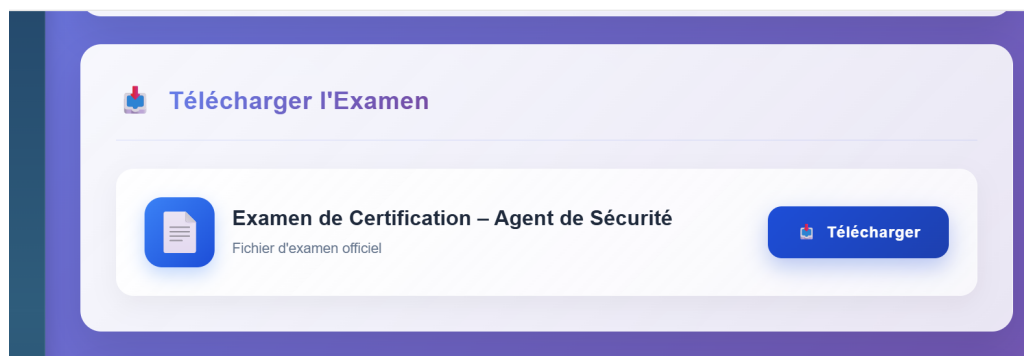 Télécharger l'Examen
Examen de Certification – Agent de Sécurité
Fichier d'examen officiel
Télécharger